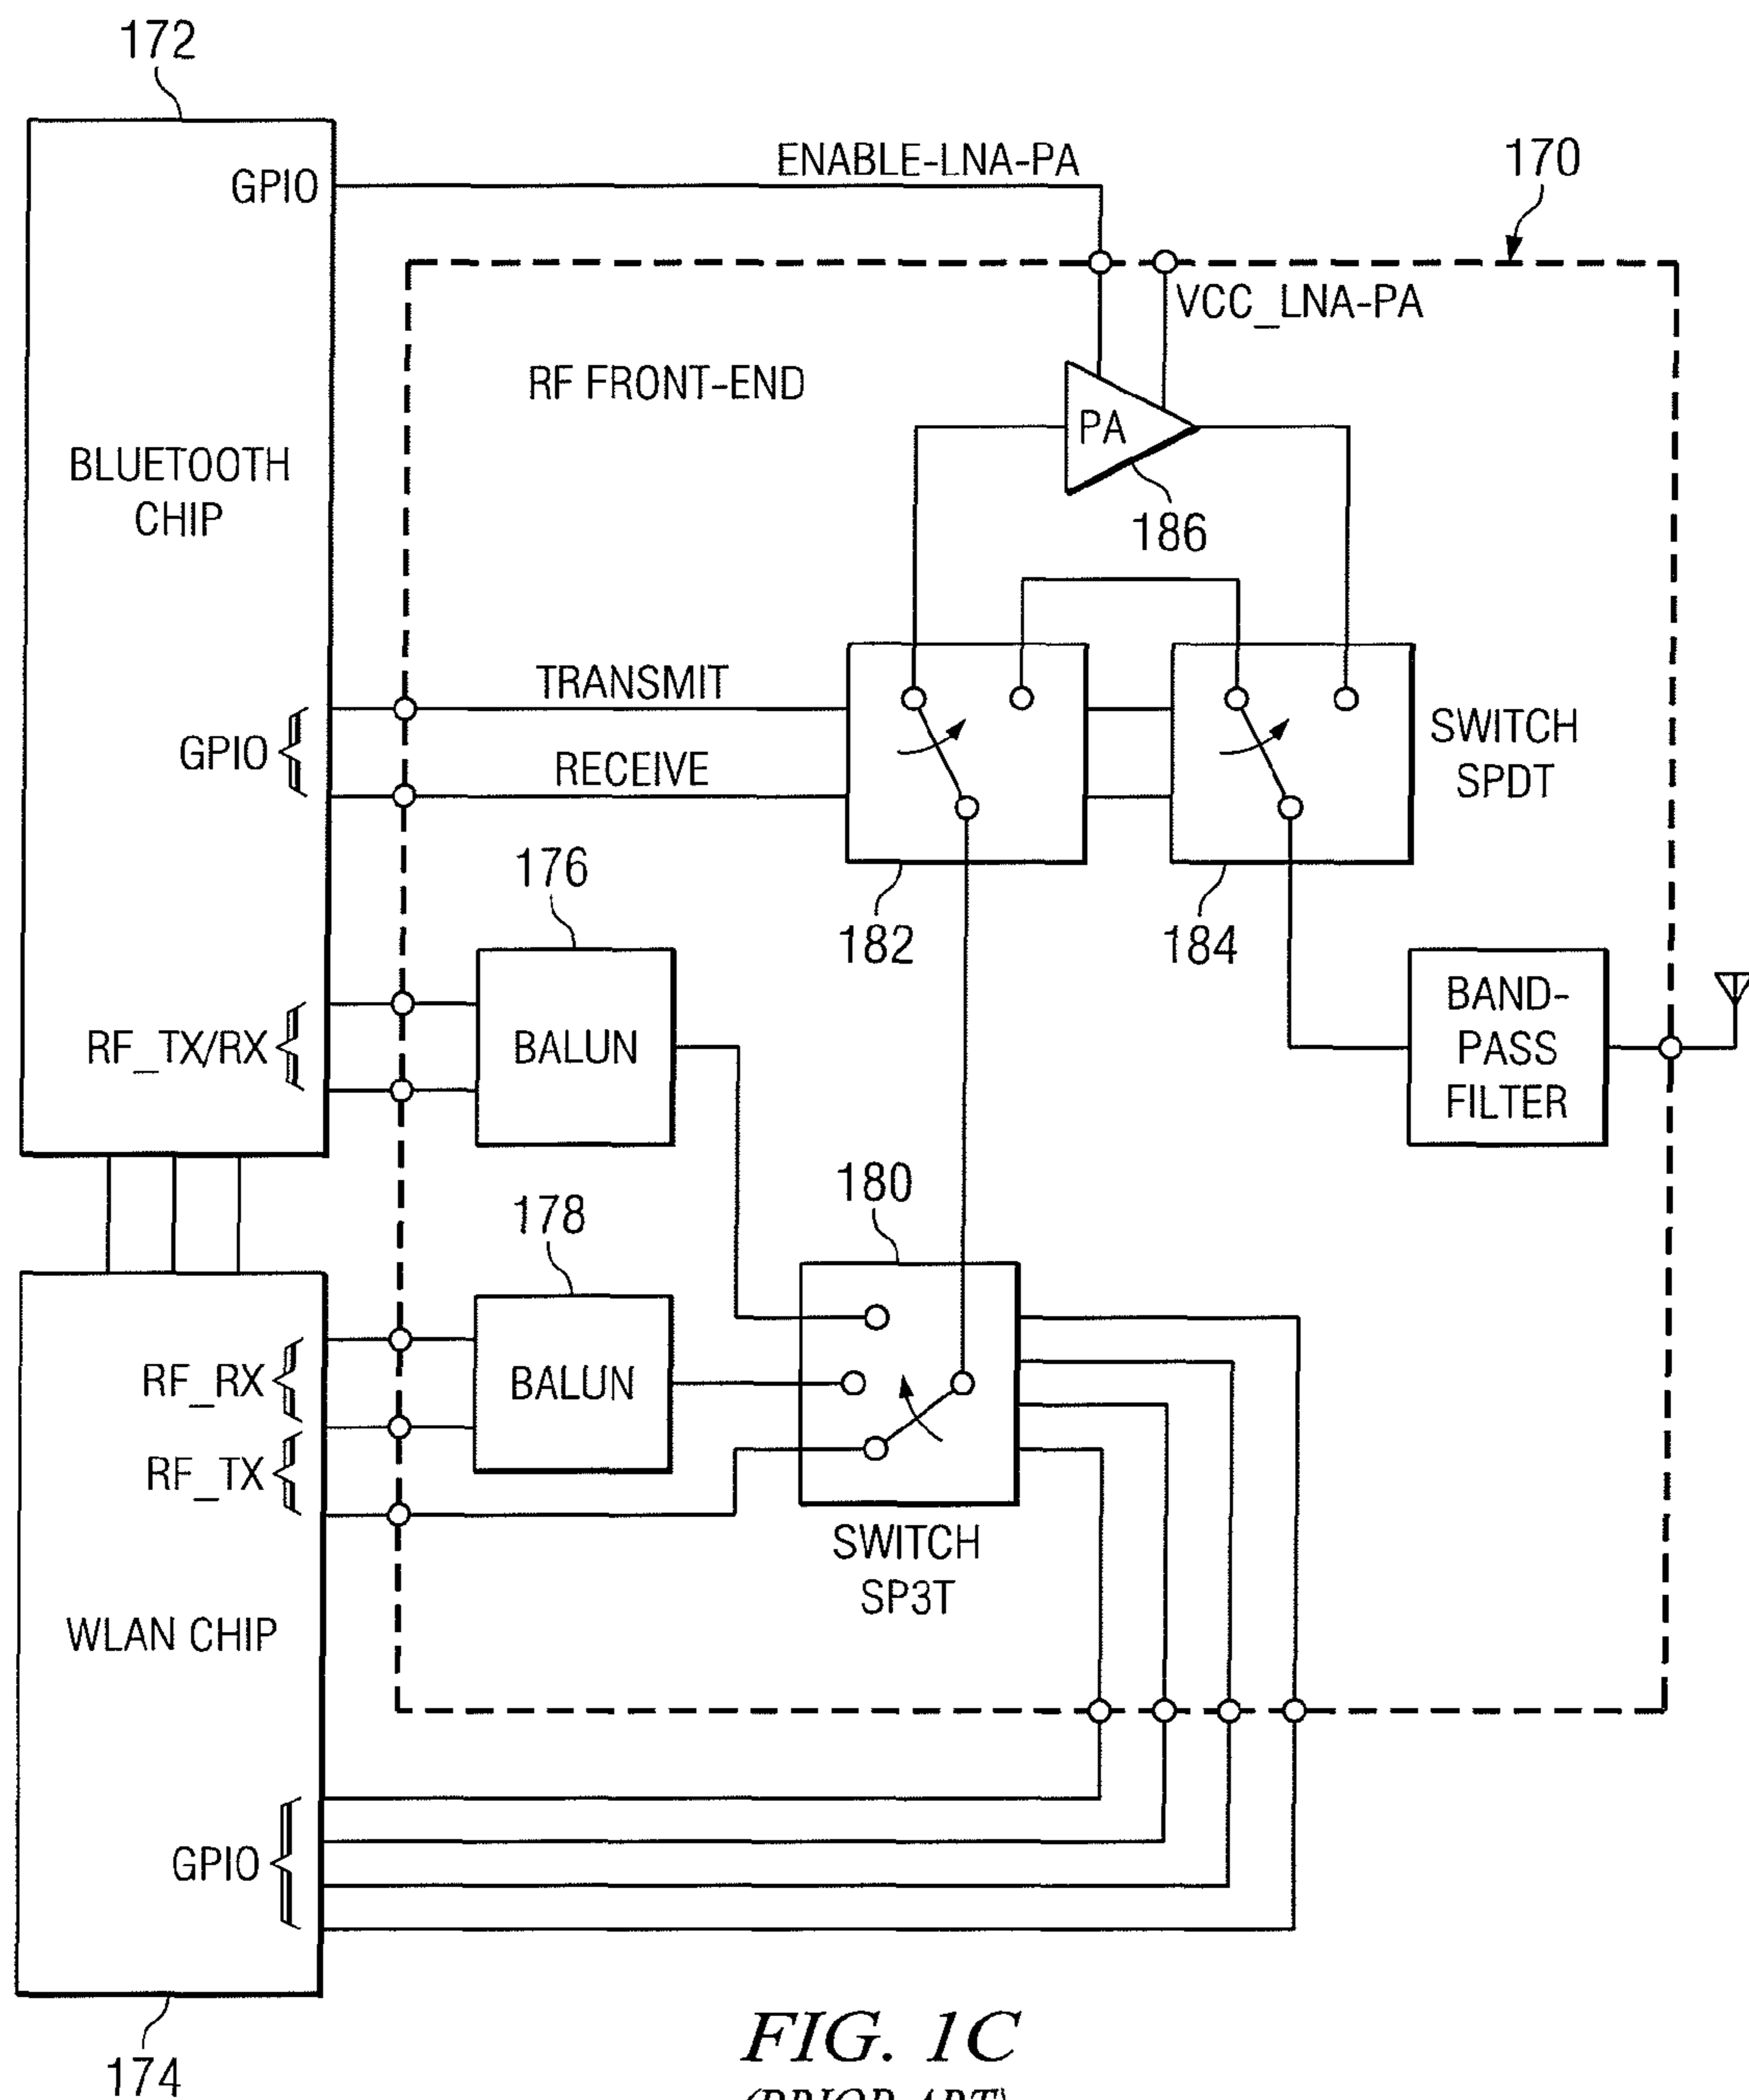 172
GPIO
ENABLE-LNA-PA
170
VCC_LNA-PA
RF FRONT-END
PA
186
BLUETOOTH
CHIP
TRANSMIT
GPIO
RECEIVE
SWITCH
SPDT
176
182
184
RF_TX/RX
BALUN
BAND-
PASS
FILTER
180
178
RF_RX
BALUN
RF_TX
SWITCH
SP3T
WLAN CHIP
GPIO
174
FIG. 1C
(PRIOR ART)